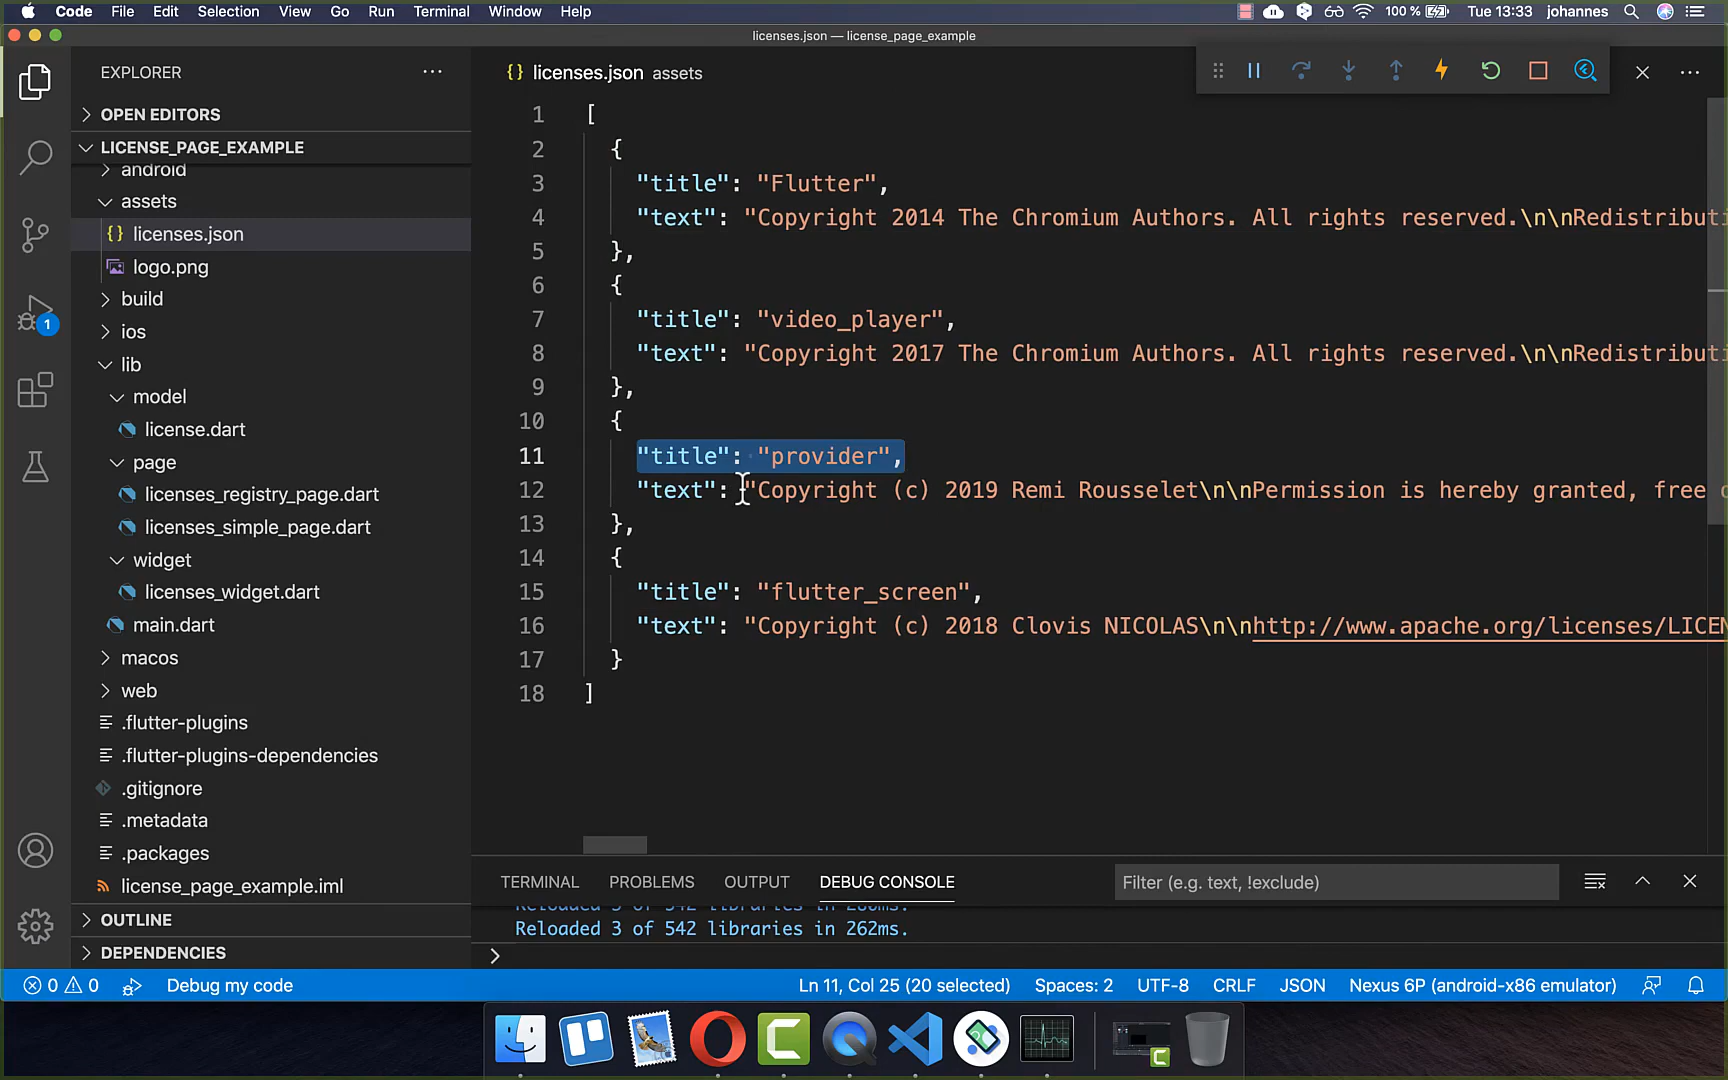 Code File Edit Selection View Go Run Terminal Window Help 100 % Tue 13:33 johannes
licenses.json — license_page_example
EXPLORER
OPEN EDITORS
LICENSE_PAGE_EXAMPLE
android
assets
{} licenses.json
logo.png
build
ios
lib
model
license.dart
page
licenses_registry_page.dart
licenses_simple_page.dart
widget
licenses_widget.dart
main.dart
macos
web
.flutter-plugins
.flutter-plugins-dependencies
.gitignore
.metadata
.packages
license_page_example.iml
OUTLINE
DEPENDENCIES
1
{} licenses.json assets
1 [
2 {
3 "title": "Flutter",
4 "text": "Copyright 2014 The Chromium Authors. All rights reserved.\n\nRedistributi
5 },
6 {
7 "title": "video_player",
8 "text": "Copyright 2017 The Chromium Authors. All rights reserved.\n\nRedistributi
9 },
10 {
11 "title": "provider",
12 "text": "Copyright (c) 2019 Remi Rousselet\n\nPermission is hereby granted, free
13 },
14 {
15 "title": "flutter_screen",
16 "text": "Copyright (c) 2018 Clovis NICOLAS\n\nhttp://www.apache.org/licenses/LICEN
17 }
18 ]
TERMINAL PROBLEMS OUTPUT DEBUG CONSOLE Filter (e.g. text, !exclude)
Reloaded 3 of 542 libraries in 262ms.
0 0 Debug my code Ln 11, Col 25 (20 selected) Spaces: 2 UTF-8 CRLF JSON Nexus 6P (android-x86 emulator)